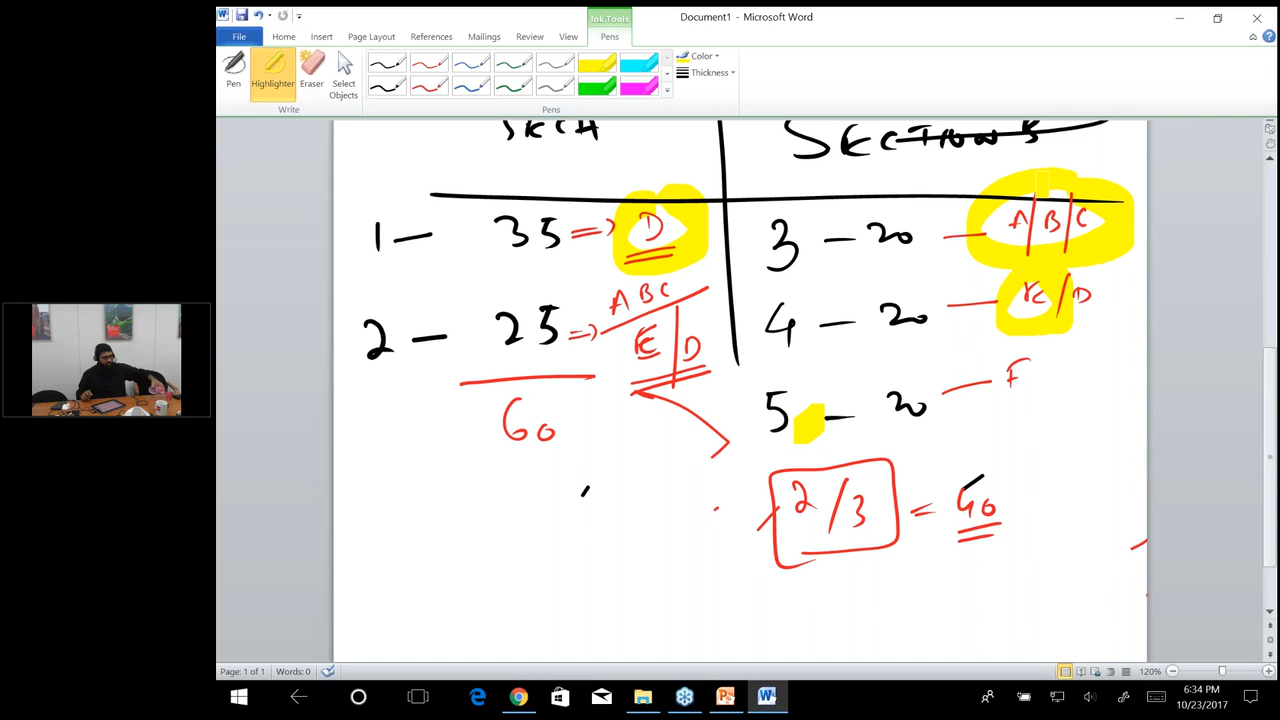 Ink Tools
Document1 - Microsoft Word
File Home Insert Page Layout References Mailings Review View Pens
Pen Highlighter Eraser Select Objects
Color
Thickness
Write
Pens
SEC A
SECTION B
1 — 35 => D
3 — 20 — A/B/C
A B C
2 — 25 => E | D
4 — 20 — E/D
60
5 — 20 — F
2/3 = 40
Page: 1 of 1 Words: 0
120%
6:34 PM
10/23/2017